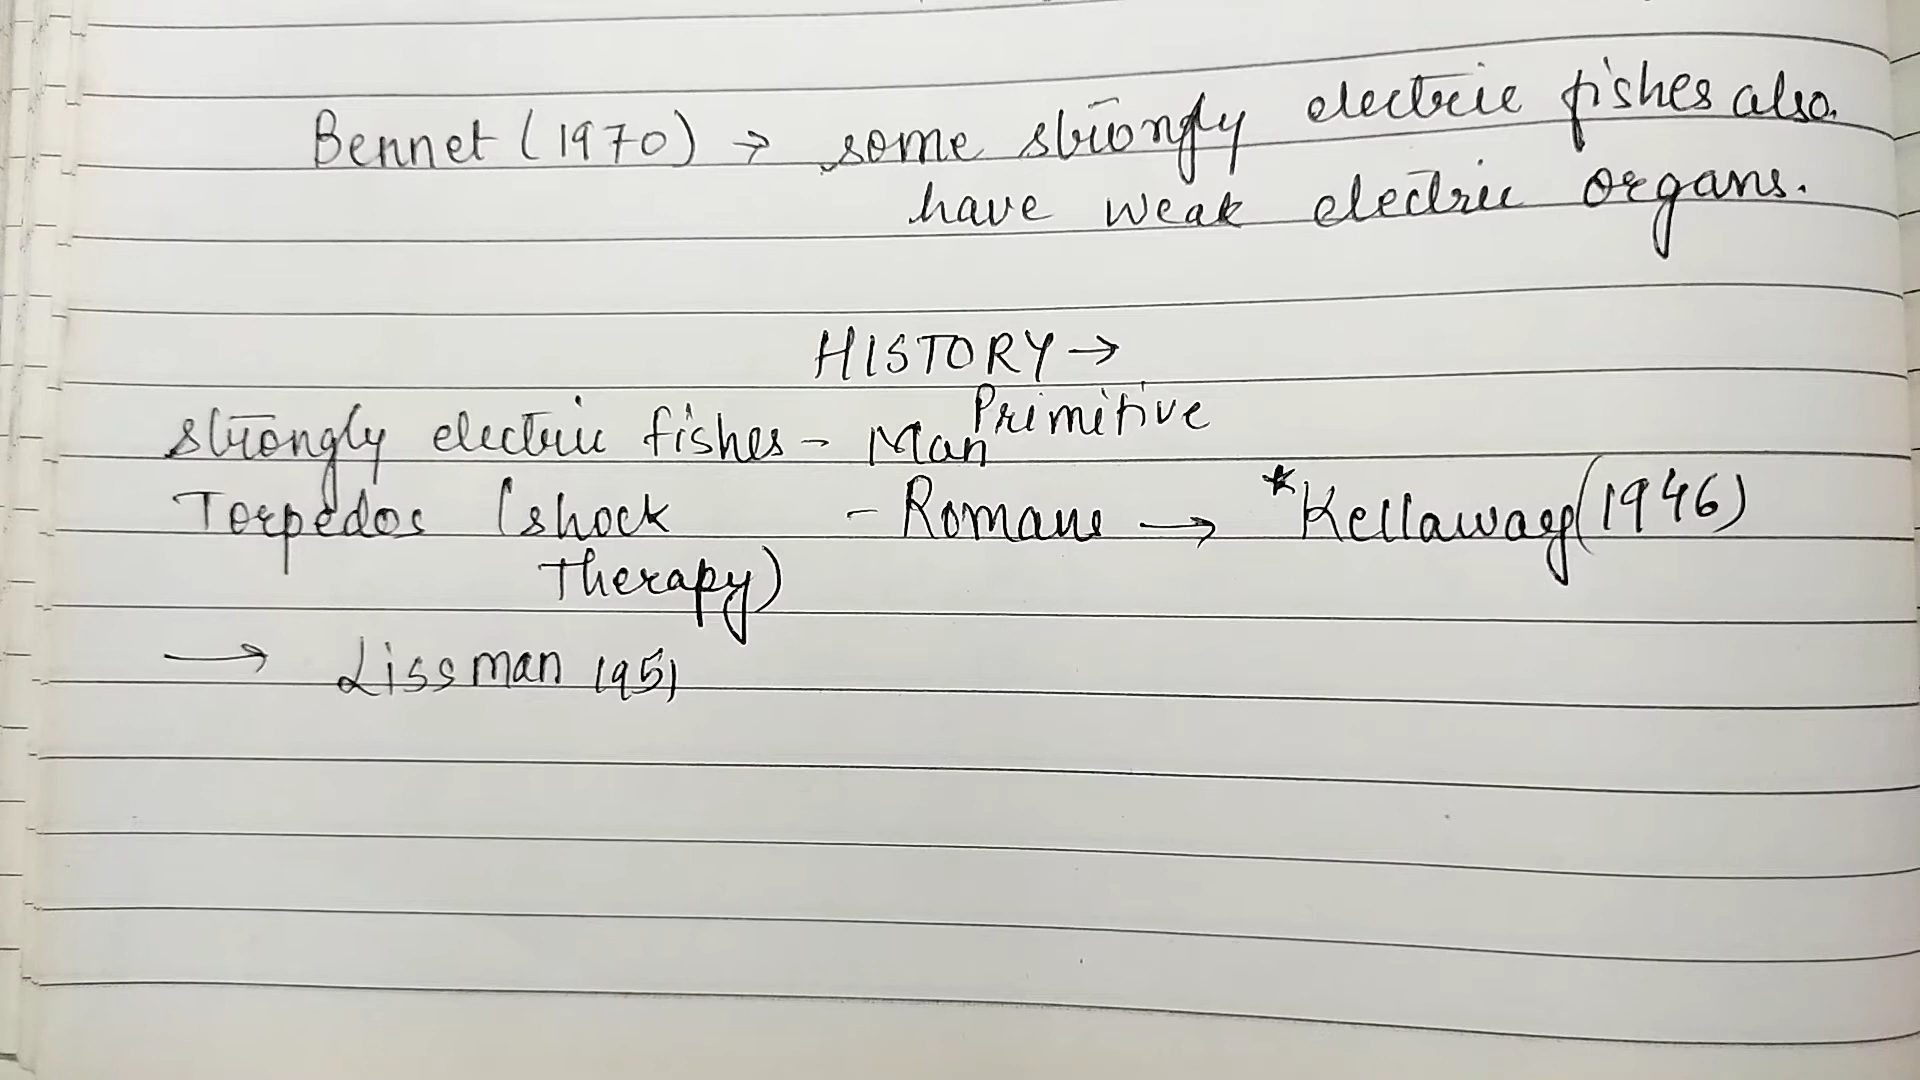 Bennet (1970) → some strongly electric fishes also.
have weak electric organs.
HISTORY →
Primitive
strongly electric fishes - Man
Torpedos (shock - Romans → *Kellaway (1946)
Therapy)
→ Lissman 1951